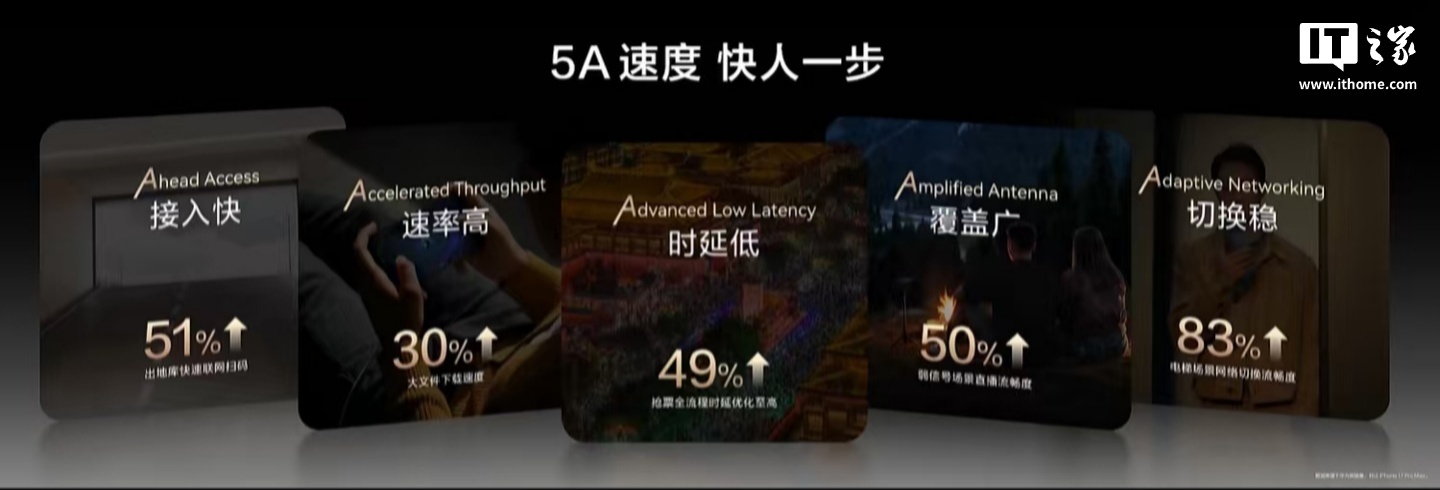 5A 速度 快人一步
IT之家
www.ithome.com
Ahead Access
接入快
51%
出地库快速联网扫码
Accelerated Throughput
速率高
30%
大文件下载速度
Advanced Low Latency
时延低
49%
抢票全流程时延优化至高
Amplified Antenna
覆盖广
50%
弱信号场景直播流畅度
Adaptive Networking
切换稳
83%
电梯场景网络切换流畅度